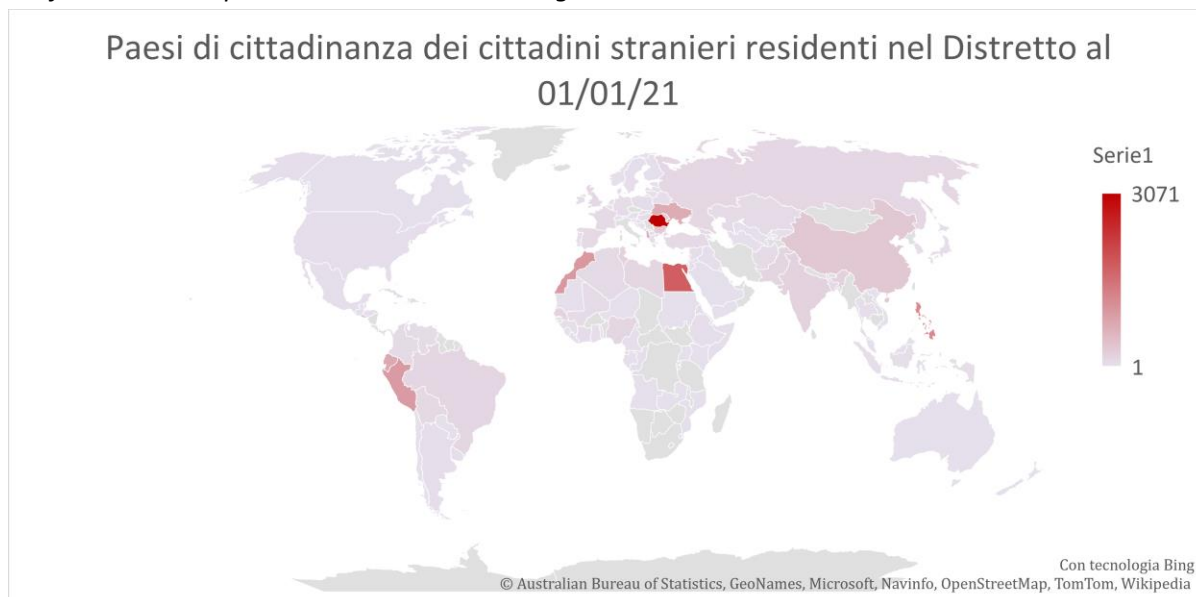 Paesi di cittadinanza dei cittadini stranieri residenti nel Distretto al
01/01/21
Serie1
3071
1
Con tecnologia Bing
© Australian Bureau of Statistics, GeoNames, Microsoft, Navinfo, OpenStreetMap, TomTom, Wikipedia